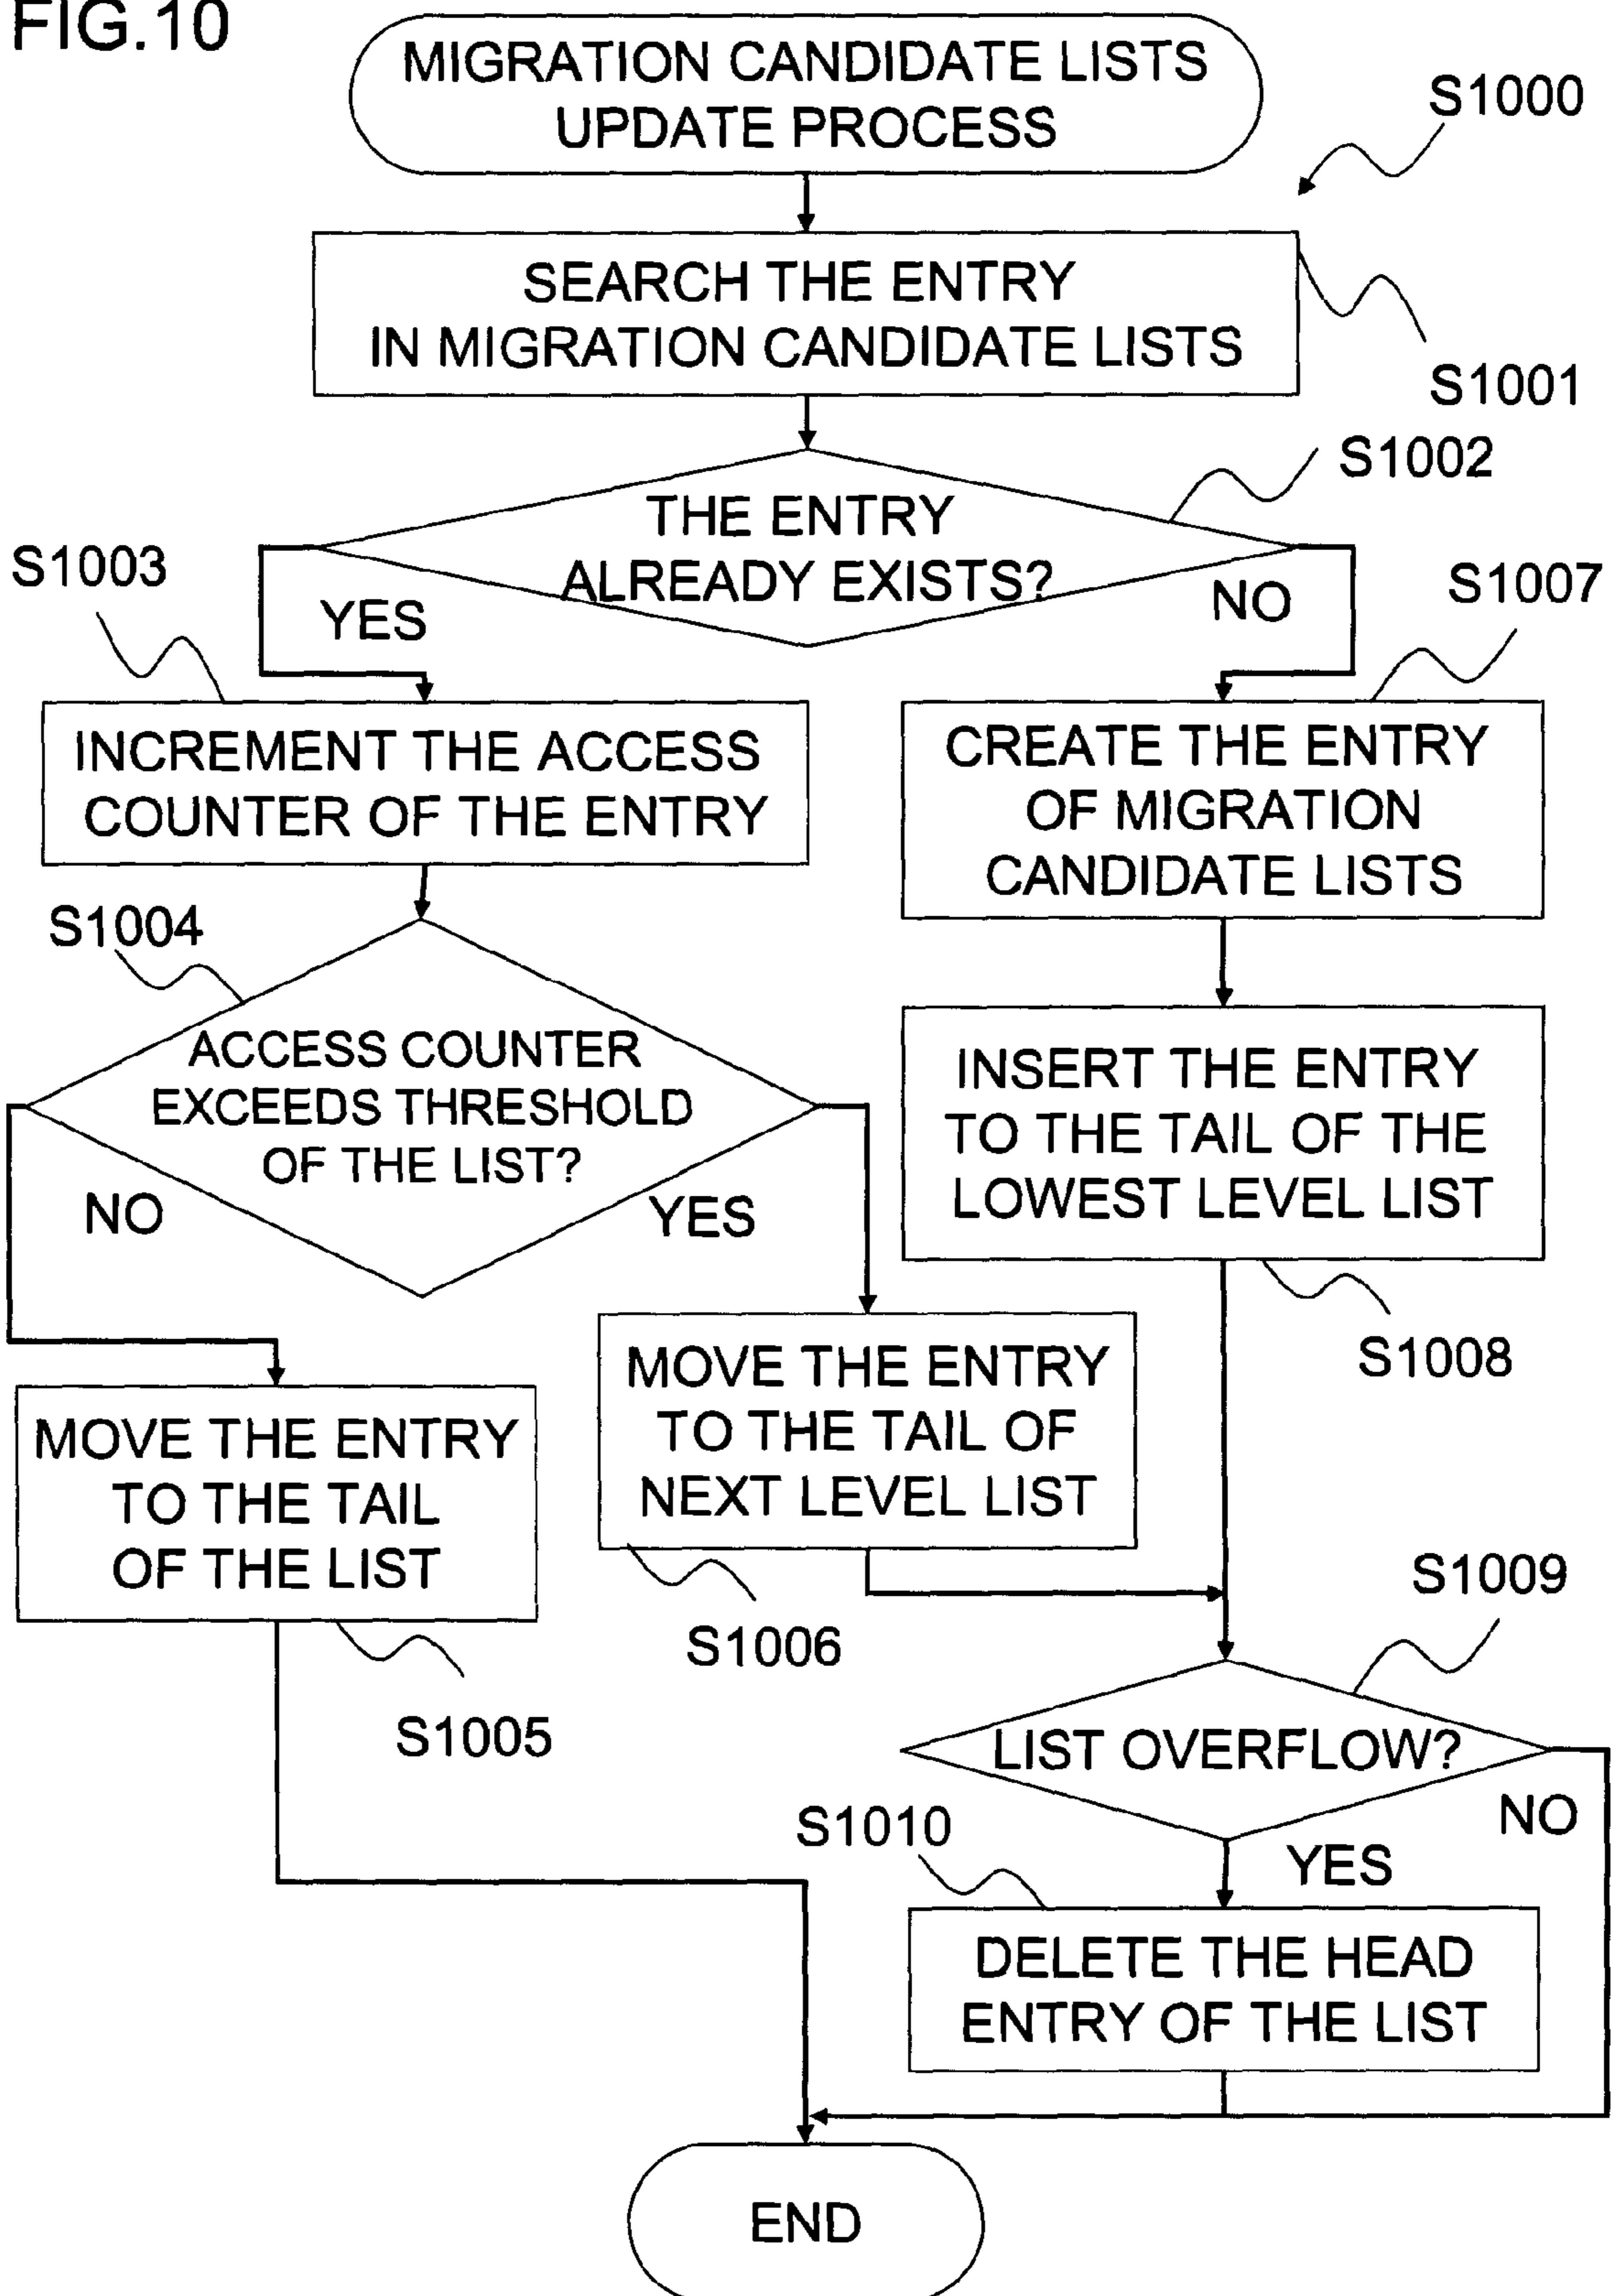 FIG.10
MIGRATION CANDIDATE LISTS
UPDATE PROCESS
S1000
SEARCH THE ENTRY
IN MIGRATION CANDIDATE LISTS
S1001
S1002
THE ENTRY
ALREADY EXISTS?
S1003
YES
NO
S1007
INCREMENT THE ACCESS
COUNTER OF THE ENTRY
CREATE THE ENTRY
OF MIGRATION
CANDIDATE LISTS
S1004
ACCESS COUNTER
EXCEEDS THRESHOLD
OF THE LIST?
NO
YES
INSERT THE ENTRY
TO THE TAIL OF THE
LOWEST LEVEL LIST
S1008
MOVE THE ENTRY
TO THE TAIL OF
NEXT LEVEL LIST
S1006
MOVE THE ENTRY
TO THE TAIL
OF THE LIST
S1005
S1009
LIST OVERFLOW?
NO
S1010
YES
DELETE THE HEAD
ENTRY OF THE LIST
END